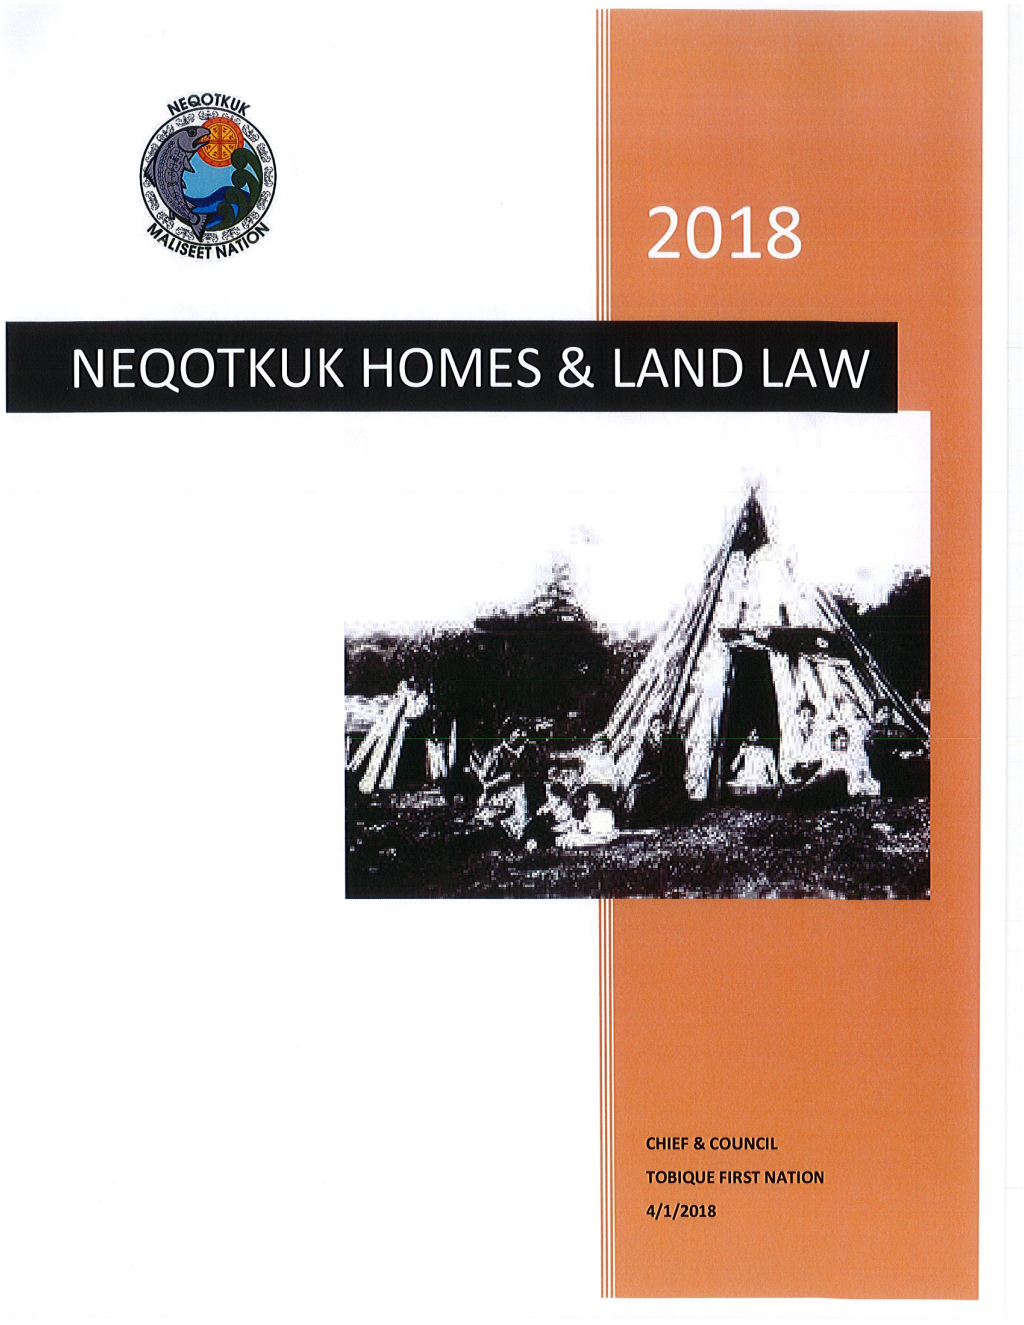 NEQOTKUK
MALISEET NATION
2018
NEQOTKUK HOMES & LAND LAW
CHIEF & COUNCIL
TOBIQUE FIRST NATION
4/1/2018